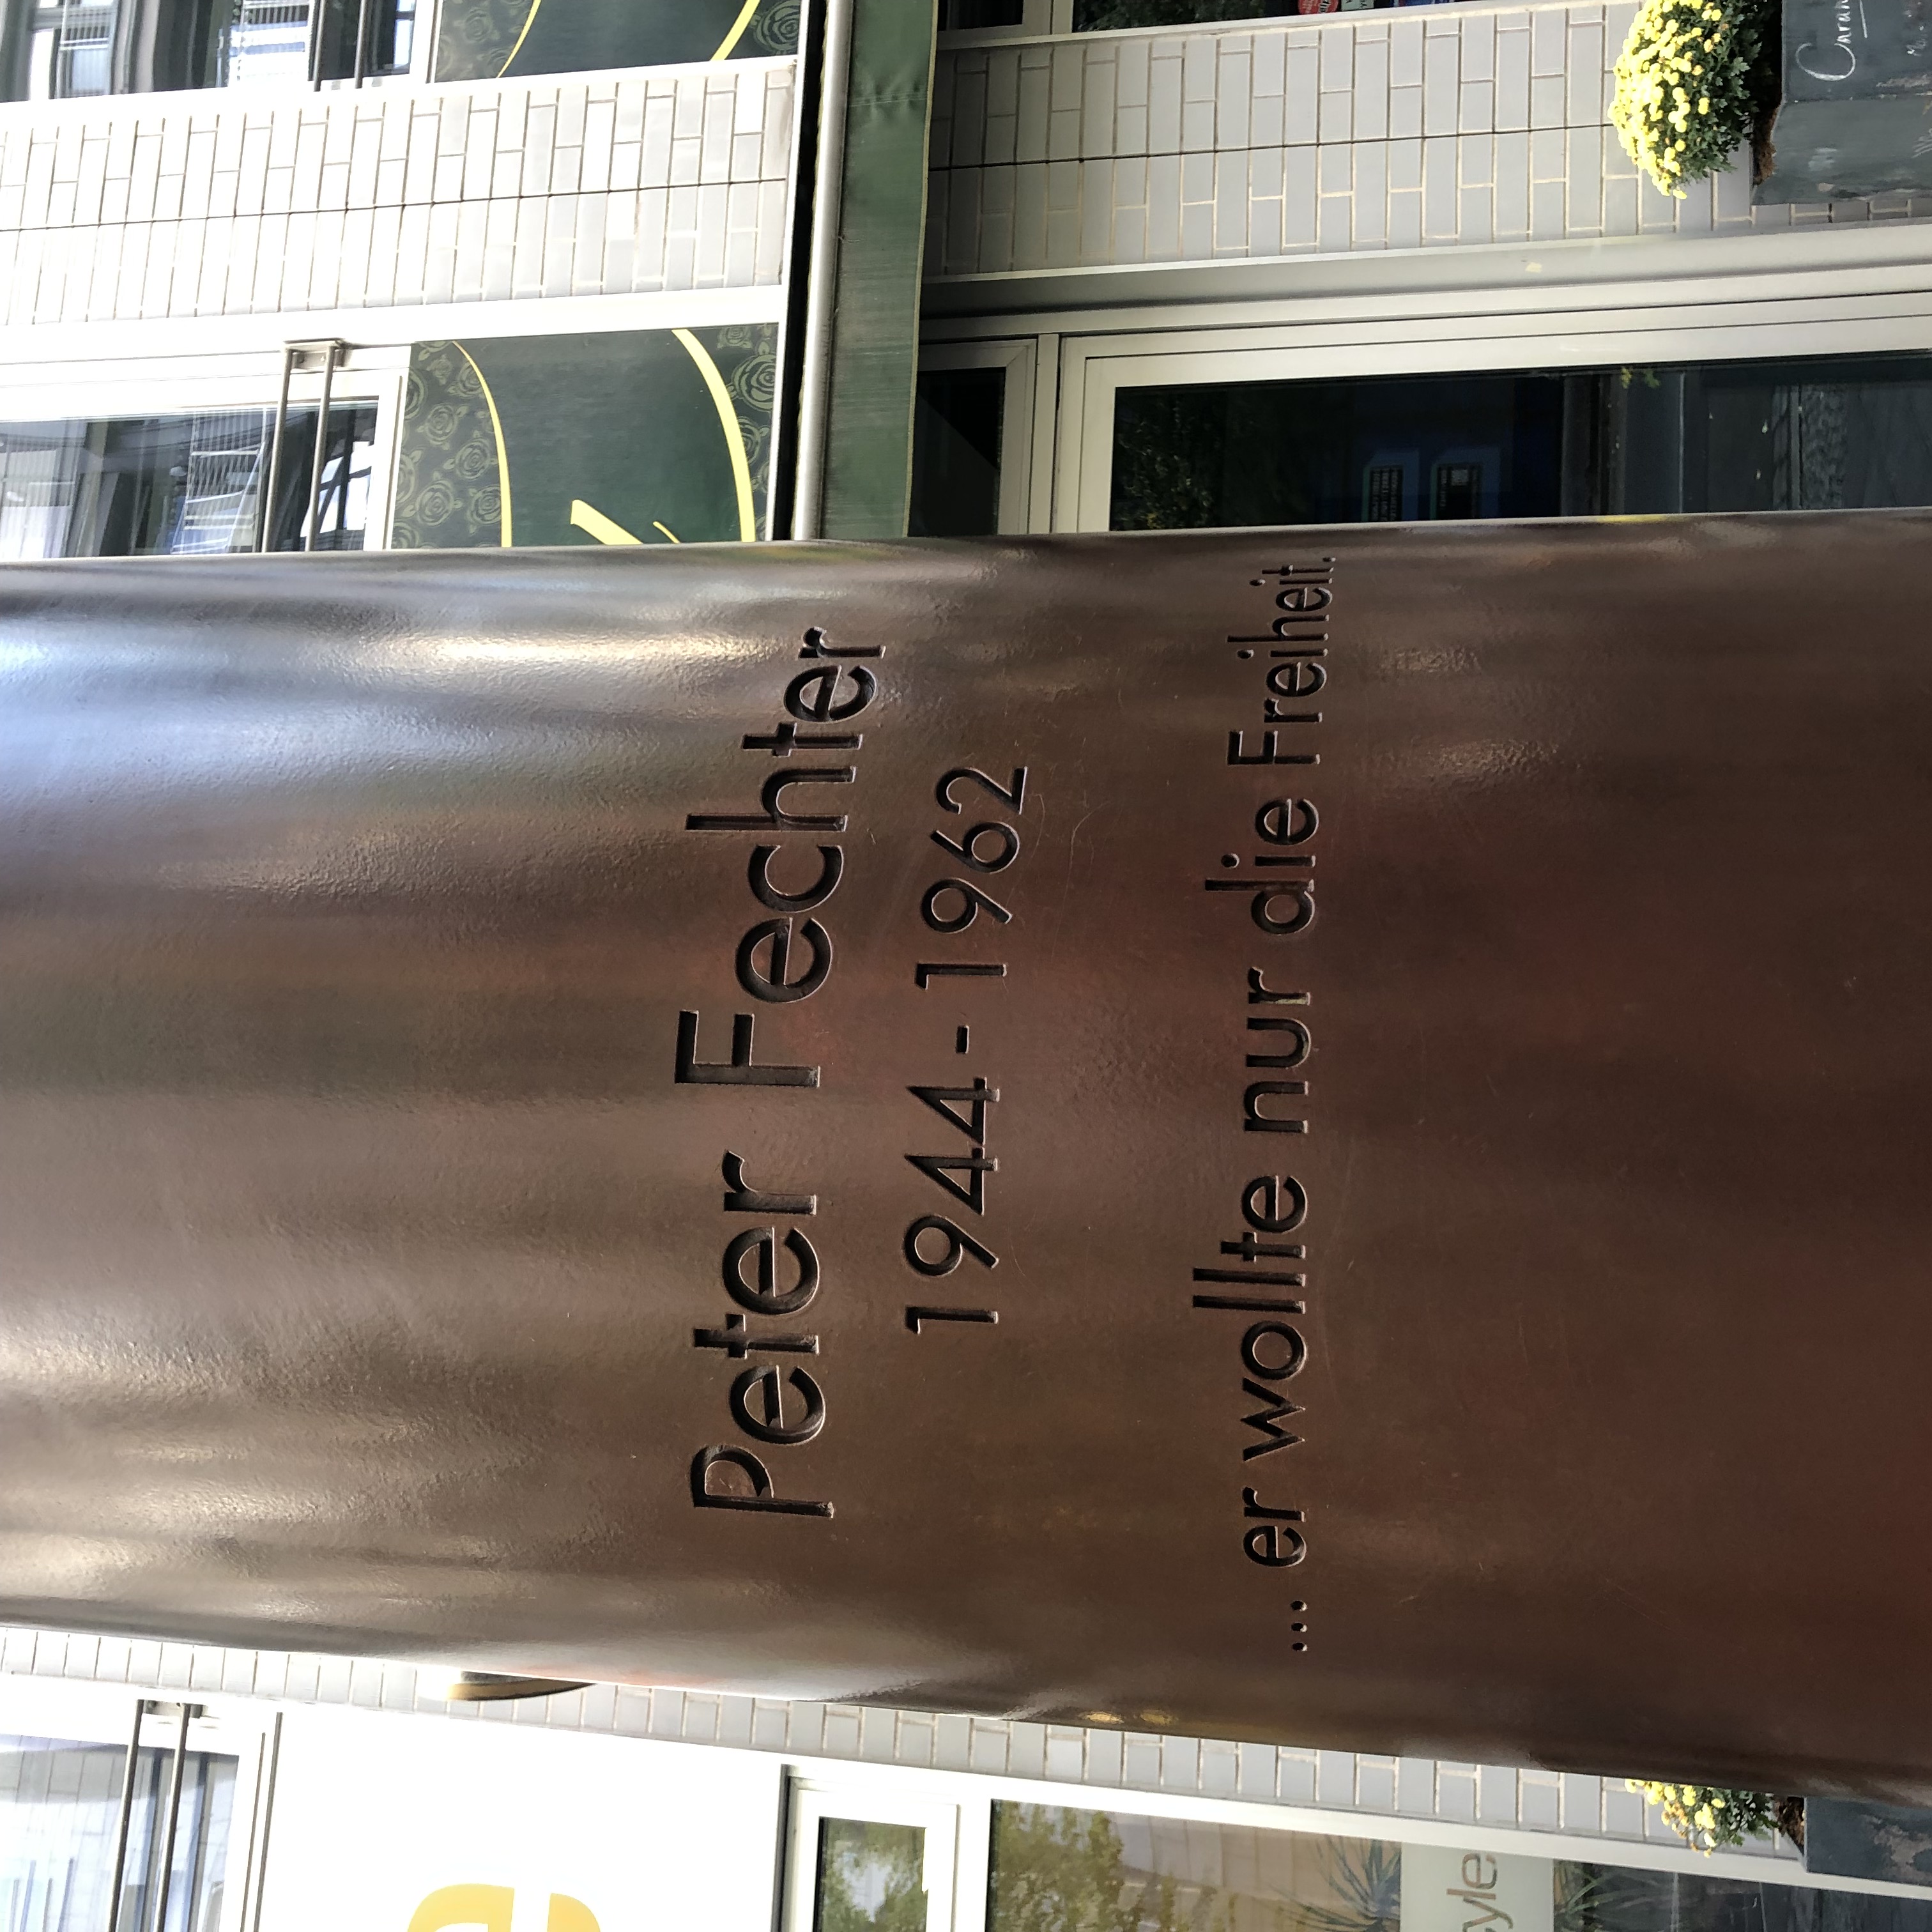 Peter Fechter
1944 - 1962
... er wollte nur die Freiheit.